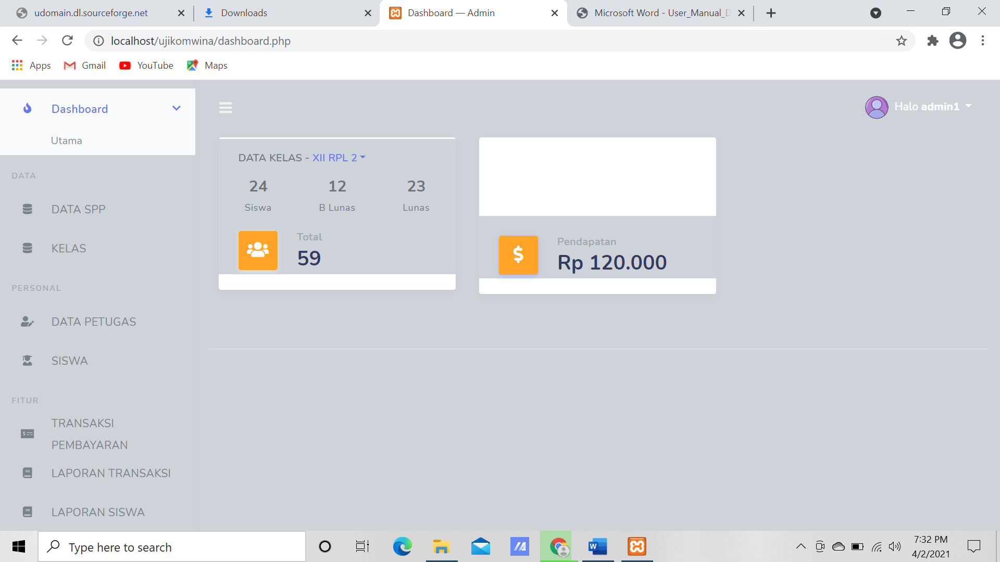 udomain.dl.sourceforge.net
Downloads
Dashboard — Admin
Microsoft Word - User_Manual_D
localhost/ujikomwina/dashboard.php
Apps
Gmail
YouTube
Maps
Dashboard
Utama
DATA
DATA SPP
KELAS
PERSONAL
DATA PETUGAS
SISWA
FITUR
TRANSAKSI
PEMBAYARAN
LAPORAN TRANSAKSI
LAPORAN SISWA
Halo admin1
DATA KELAS - XII RPL 2
24 12 23
Siswa B Lunas Lunas
Total
59
Pendapatan
Rp 120.000
Type here to search
7:32 PM
4/2/2021